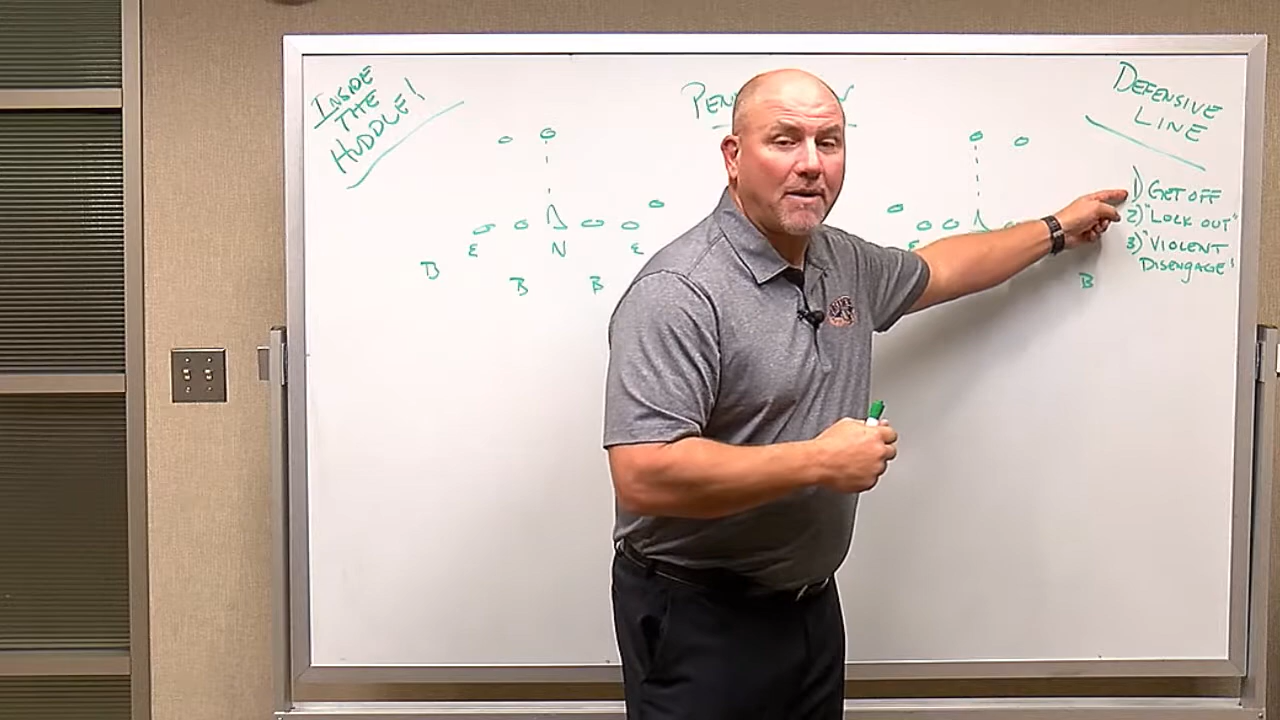 INSIDE
THE
HUDDLE!
DEFENSIVE
LINE
1) GET OFF
2) "LOCK OUT"
3) "VIOLENT
DISENGAGE"
E N E
B B B
B